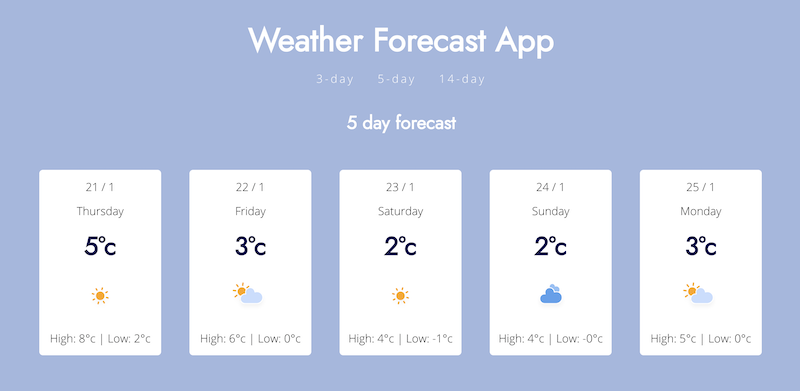 Weather Forecast App
3-day 5-day 14-day
5 day forecast
21 / 1
Thursday
5°c
High: 8°c | Low: 2°c
22 / 1
Friday
3°c
High: 6°c | Low: 0°c
23 / 1
Saturday
2°c
High: 4°c | Low: -1°c
24 / 1
Sunday
2°c
High: 4°c | Low: -0°c
25 / 1
Monday
3°c
High: 5°c | Low: 0°c